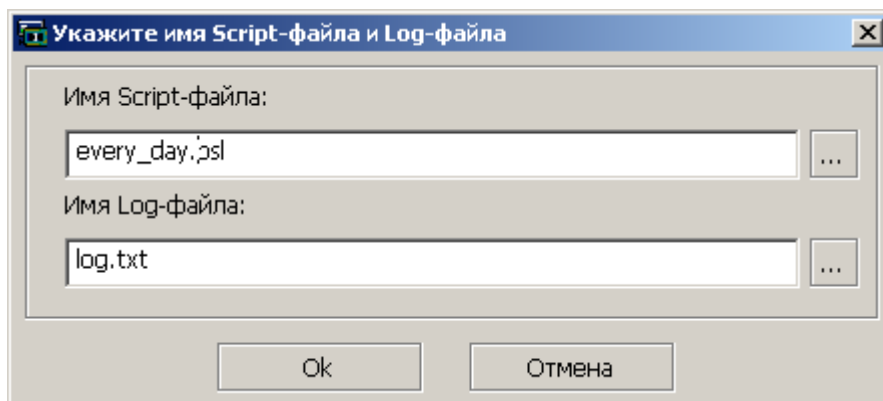 Укажите имя Script-файла и Log-файла
Имя Script-файла:
every_day.psl
...
Имя Log-файла:
log.txt
...
Ok Отмена